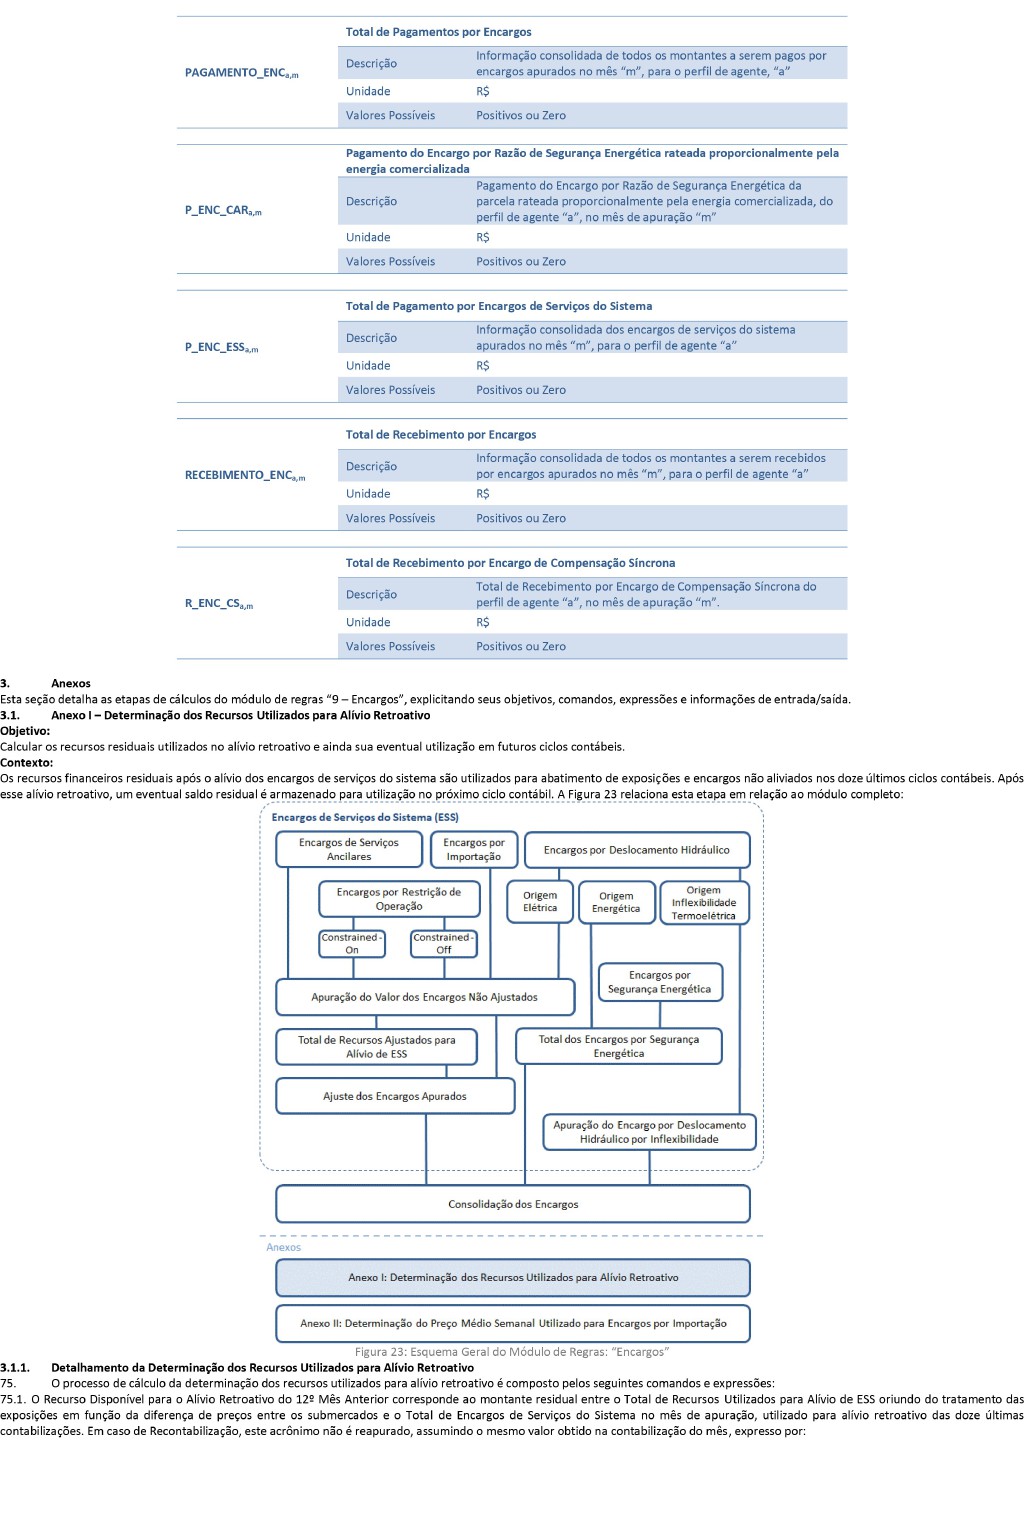 Total de Pagamentos por Encargos
PAGAMENTO_ENCa,m
Descrição
Informação consolidada de todos os montantes a serem pagos por
encargos apurados no mês “m”, para o perfil de agente, “a”
Unidade
R$
Valores Possíveis
Positivos ou Zero
Pagamento do Encargo por Razão de Segurança Energética rateada proporcionalmente pela
energia comercializada
P_ENC_CARa,m
Descrição
Pagamento do Encargo por Razão de Segurança Energética da
parcela rateada proporcionalmente pela energia comercializada, do
perfil de agente “a”, no mês de apuração “m”
Unidade
R$
Valores Possíveis
Positivos ou Zero
Total de Pagamento por Encargos de Serviços do Sistema
P_ENC_ESSa,m
Descrição
Informação consolidada dos encargos de serviços do sistema
apurados no mês “m”, para o perfil de agente “a”
Unidade
R$
Valores Possíveis
Positivos ou Zero
Total de Recebimento por Encargos
RECEBIMENTO_ENCa,m
Descrição
Informação consolidada de todos os montantes a serem recebidos
por encargos apurados no mês “m”, para o perfil de agente “a”
Unidade
R$
Valores Possíveis
Positivos ou Zero
Total de Recebimento por Encargo de Compensação Síncrona
R_ENC_CSa,m
Descrição
Total de Recebimento por Encargo de Compensação Síncrona do
perfil de agente “a”, no mês de apuração “m”.
Unidade
R$
Valores Possíveis
Positivos ou Zero
3. Anexos
Esta seção detalha as etapas de cálculos do módulo de regras “9 – Encargos”, explicitando seus objetivos, comandos, expressões e informações de entrada/saída.
3.1. Anexo I – Determinação dos Recursos Utilizados para Alívio Retroativo
Objetivo:
Calcular os recursos residuais utilizados no alívio retroativo e ainda sua eventual utilização em futuros ciclos contábeis.
Contexto:
Os recursos financeiros residuais após o alívio dos encargos de serviços do sistema são utilizados para abatimento de exposições e encargos não aliviados nos doze últimos ciclos contábeis. Após
esse alívio retroativo, um eventual saldo residual é armazenado para utilização no próximo ciclo contábil. A Figura 23 relaciona esta etapa em relação ao módulo completo:
Encargos de Serviços do Sistema (ESS)
Encargos de Serviços
Ancilares
Encargos por
Importação
Encargos por Deslocamento Hidráulico
Encargos por Restrição de
Operação
Origem
Elétrica
Origem
Energética
Origem
Inflexibilidade
Termoelétrica
Constrained-
On
Constrained-
Off
Encargos por
Segurança Energética
Apuração do Valor dos Encargos Não Ajustados
Total de Recursos Ajustados para
Alívio de ESS
Total dos Encargos por Segurança
Energética
Ajuste dos Encargos Apurados
Apuração do Encargo por Deslocamento
Hidráulico por Inflexibilidade
Consolidação dos Encargos
Anexos
Anexo I: Determinação dos Recursos Utilizados para Alívio Retroativo
Anexo II: Determinação do Preço Médio Semanal Utilizado para Encargos por Importação
Figura 23: Esquema Geral do Módulo de Regras: “Encargos”
3.1.1. Detalhamento da Determinação dos Recursos Utilizados para Alívio Retroativo
75. O processo de cálculo da determinação dos recursos utilizados para alívio retroativo é composto pelos seguintes comandos e expressões:
75.1. O Recurso Disponível para o Alívio Retroativo do 12º Mês Anterior corresponde ao montante residual entre o Total de Recursos Utilizados para Alívio de ESS oriundo do tratamento das
exposições em função da diferença de preços entre os submercados e o Total de Encargos de Serviços do Sistema no mês de apuração, utilizado para alívio retroativo das doze últimas
contabilizações. Em caso de Recontabilização, este acrônimo não é reapurado, assumindo o mesmo valor obtido na contabilização do mês, expresso por: